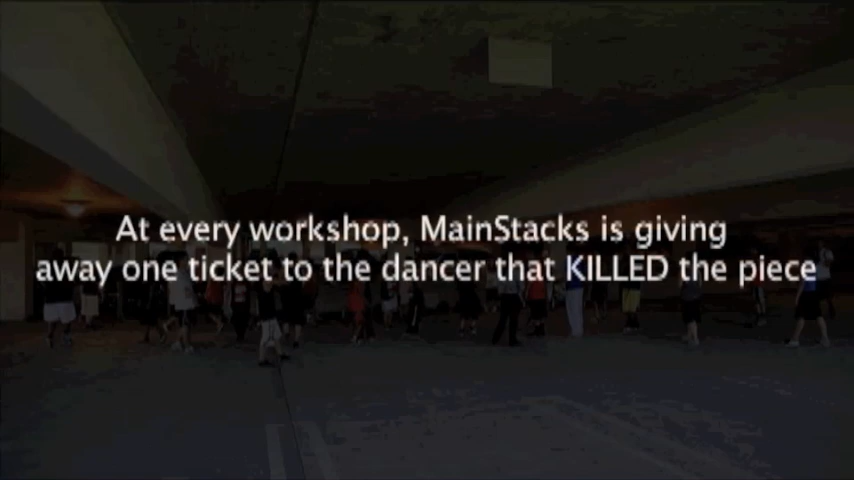 At every workshop, MainStacks is giving
away one ticket to the dancer that KILLED the piece